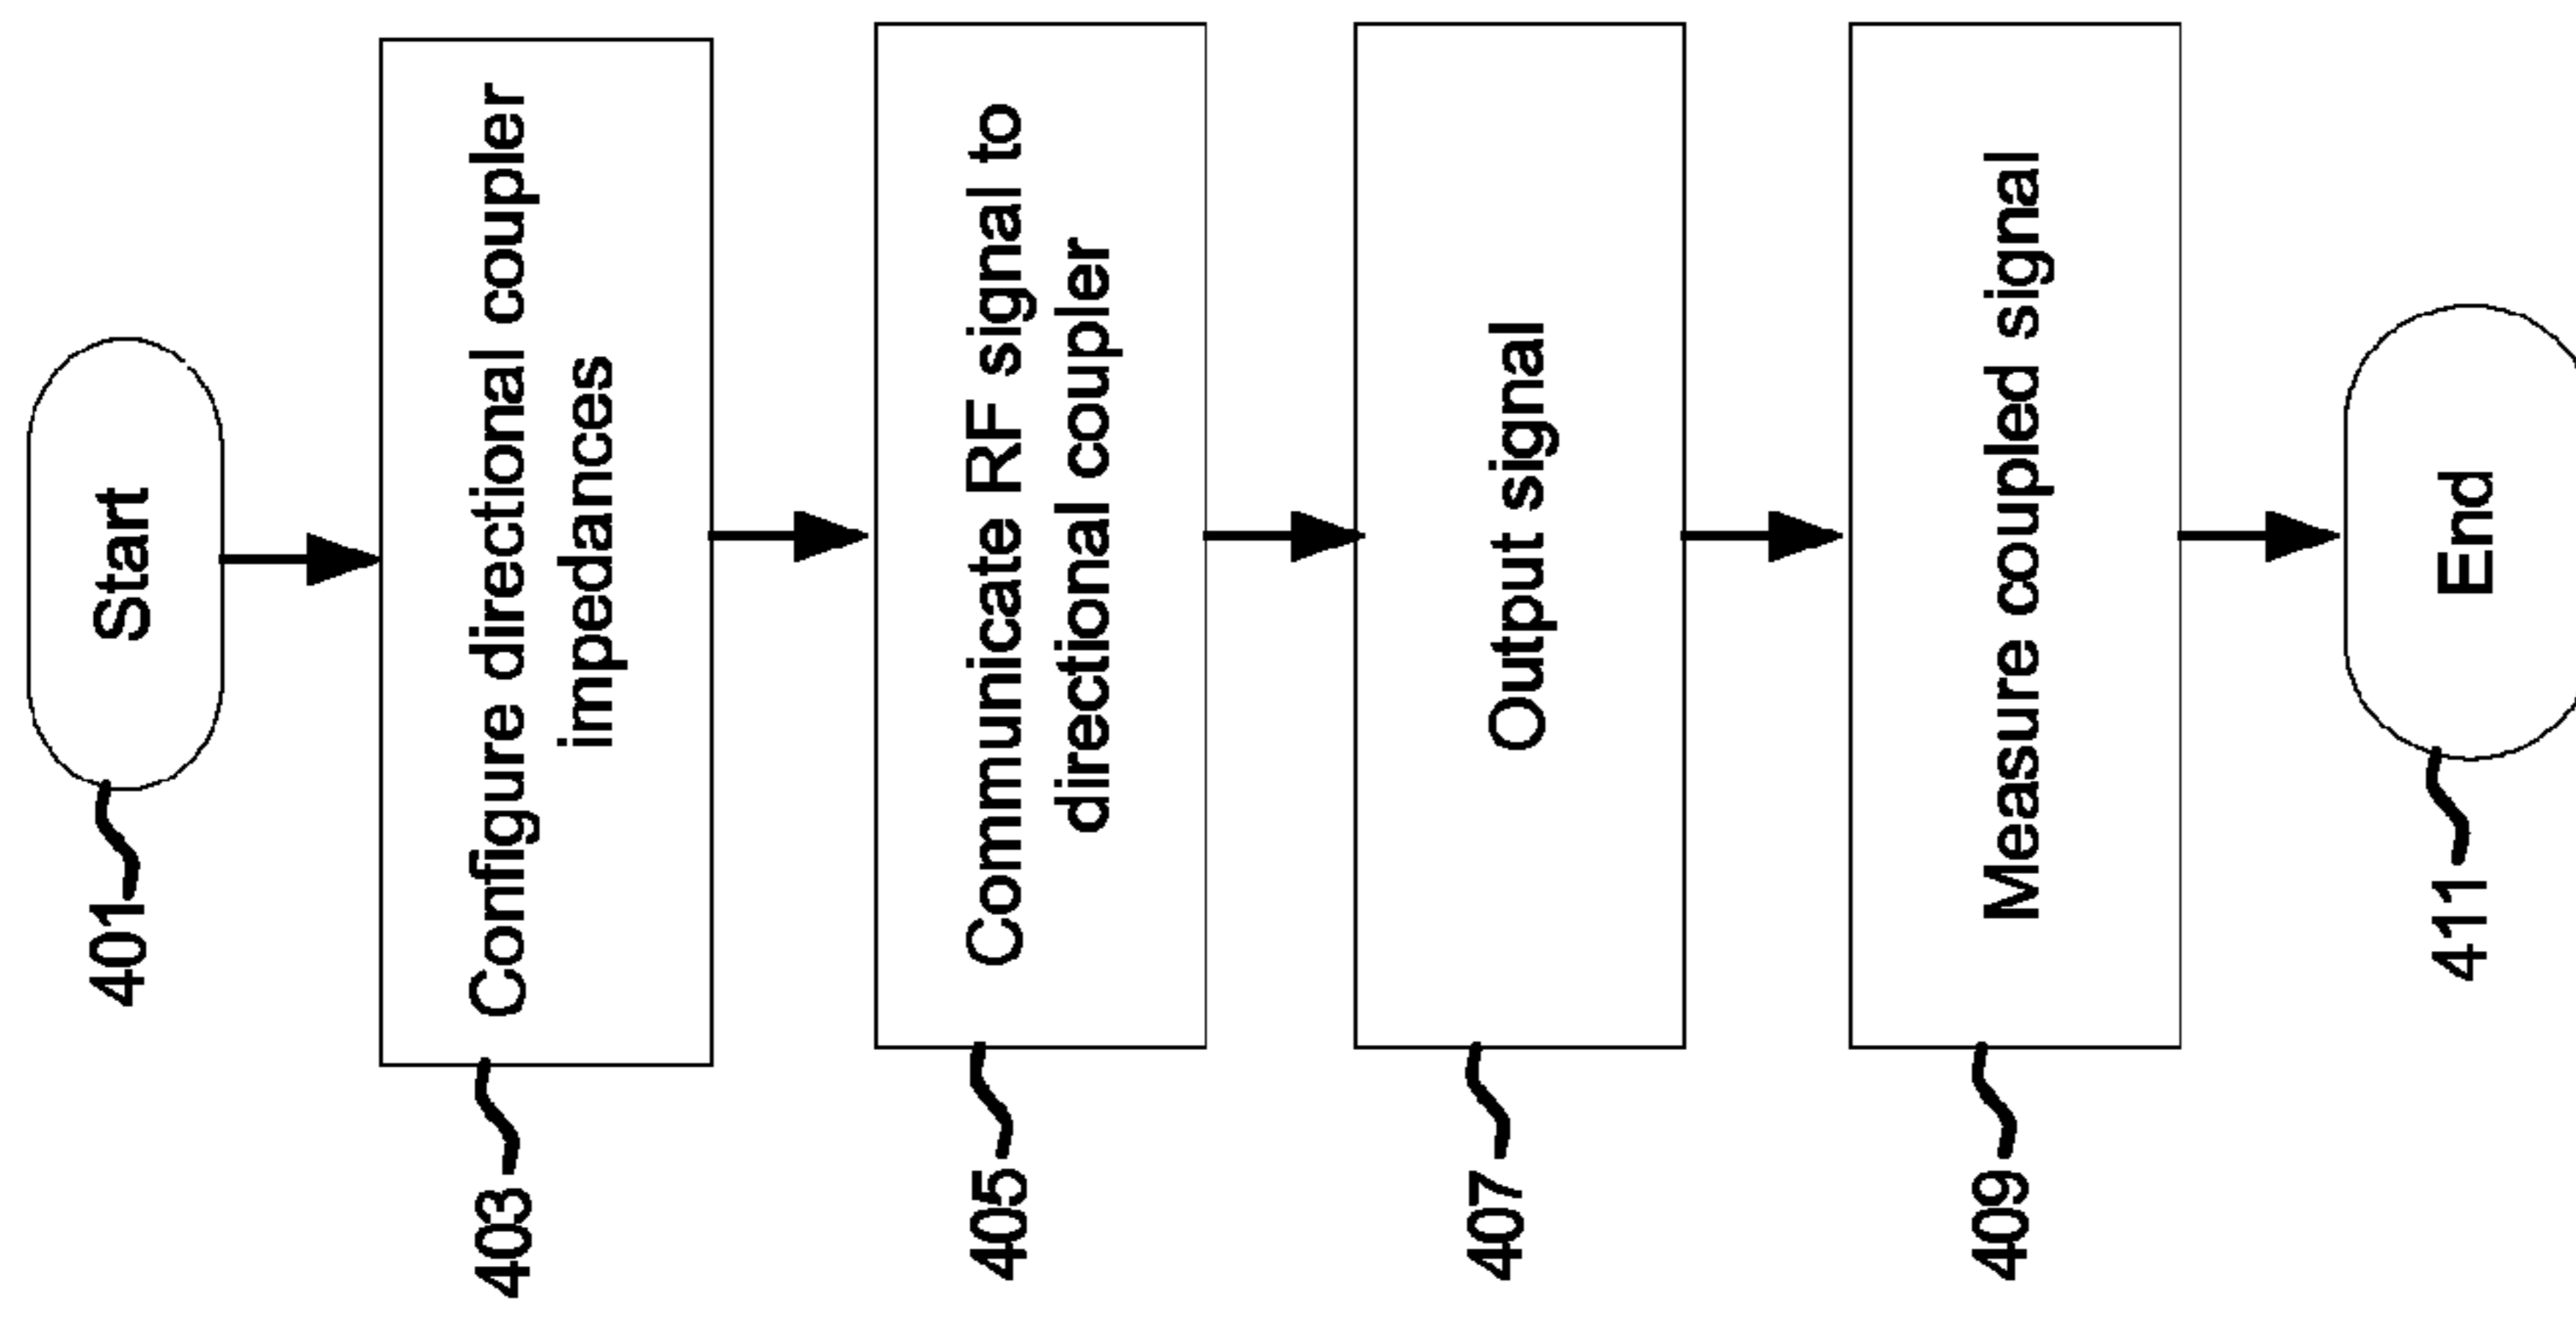 401
Start
403
Configure directional coupler
impedances
405
Communicate RF signal to
directional coupler
407
Output signal
409
Measure coupled signal
411
End